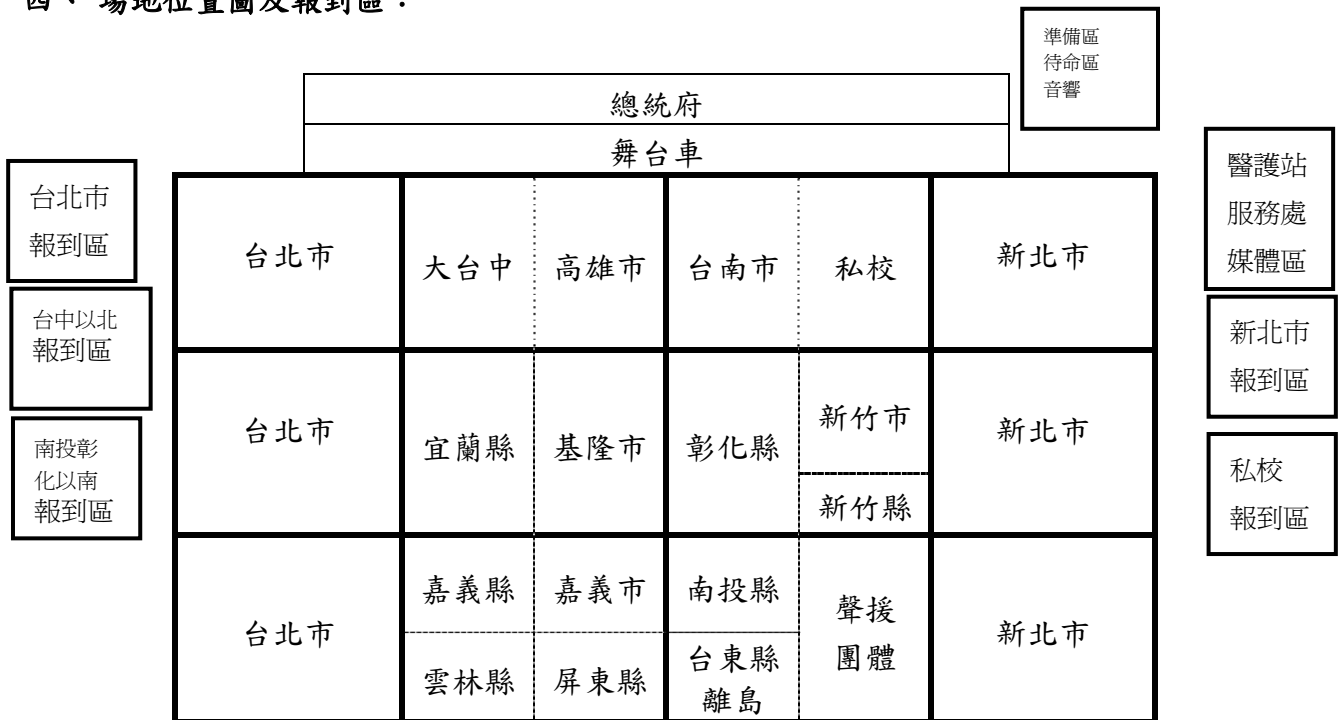 四、 場地位置圖及報到區：
準備區
待命區
音響
總統府
舞台車
台北市
報到區
台中以北
報到區
南投彰
化以南
報到區
台北市
大台中
高雄市
台南市
私校
新北市
台北市
宜蘭縣
基隆市
彰化縣
新竹市
新竹縣
新北市
台北市
嘉義縣
嘉義市
南投縣
聲援
團體
新北市
雲林縣
屏東縣
台東縣
離島
醫護站
服務處
媒體區
新北市
報到區
私校
報到區